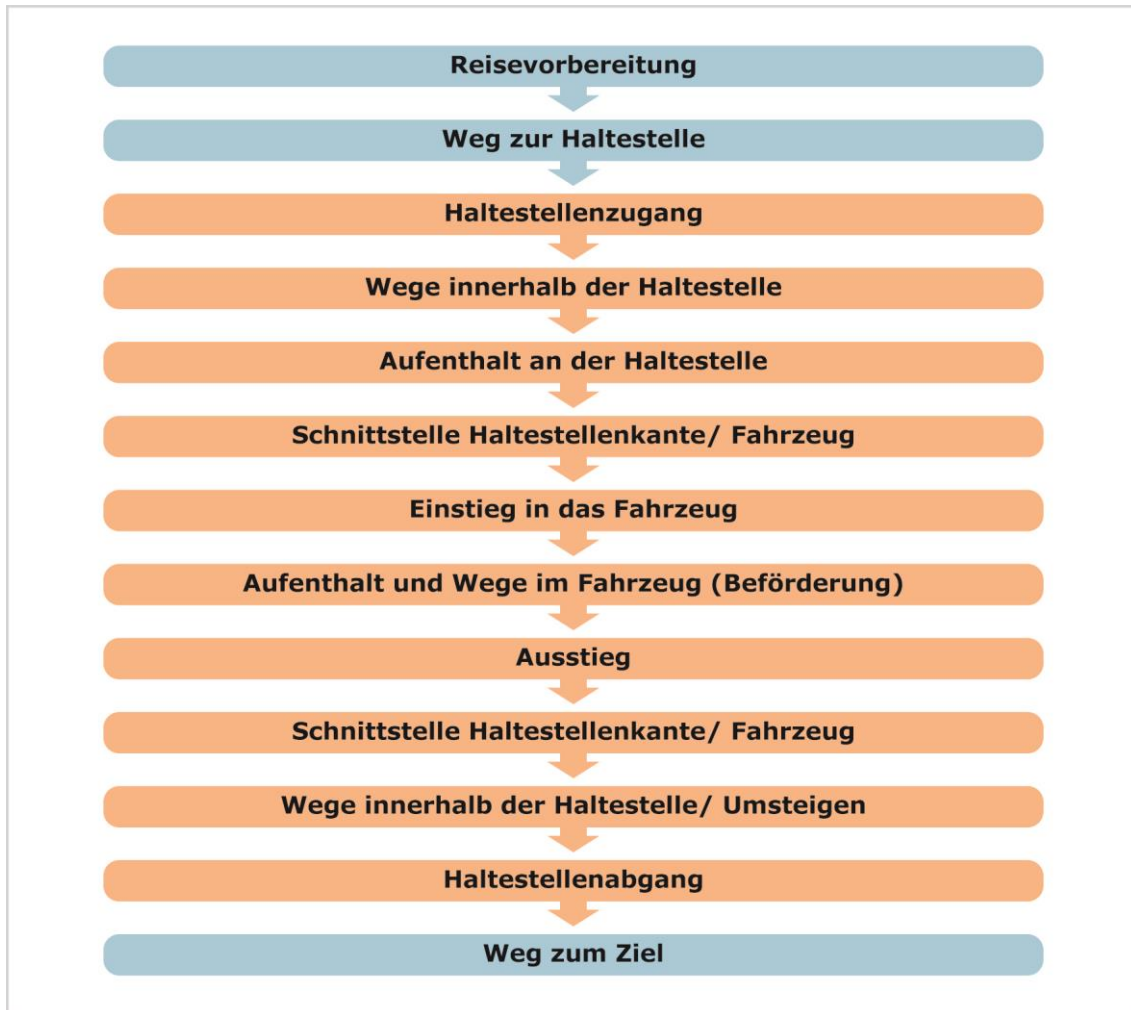 Reisevorbereitung
Weg zur Haltestelle
Haltestellenzugang
Wege innerhalb der Haltestelle
Aufenthalt an der Haltestelle
Schnittstelle Haltestellenkante/ Fahrzeug
Einstieg in das Fahrzeug
Aufenthalt und Wege im Fahrzeug (Beförderung)
Ausstieg
Schnittstelle Haltestellenkante/ Fahrzeug
Wege innerhalb der Haltestelle/ Umsteigen
Haltestellenabgang
Weg zum Ziel